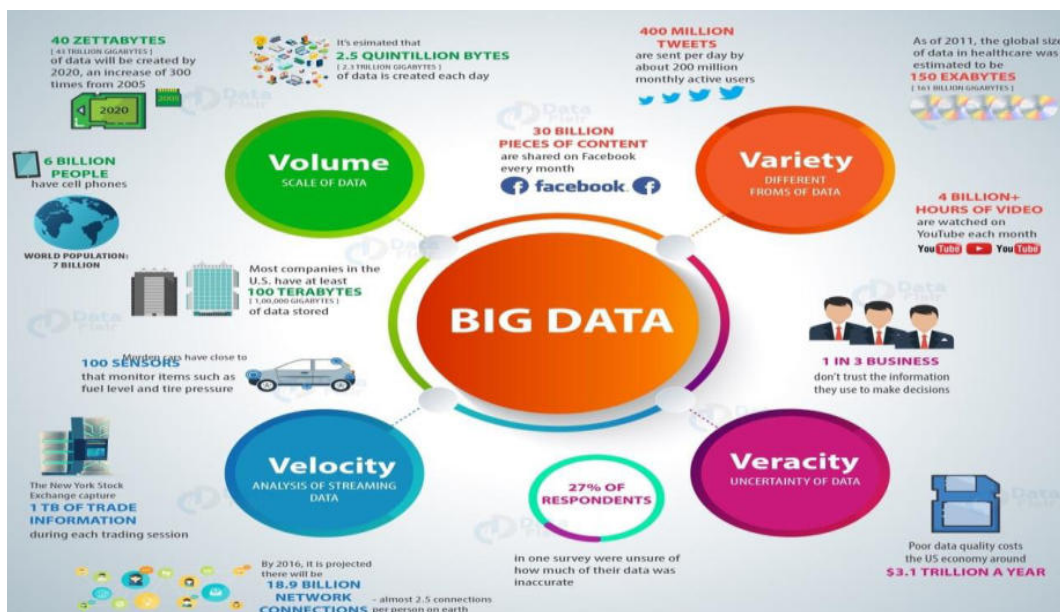 40 ZETTABYTES
[ 43 TRILLION GIGABYTES ]
of data will be created by
2020, an increase of 300
times from 2005
2020
2005
It's esimated that
2.5 QUINTILLION BYTES
[ 2.3 TRILLION GIGABYTES ]
of data is created each day
400 MILLION
TWEETS
are sent per day by
about 200 million
monthly active users
As of 2011, the global size
of data in healthcare was
estimated to be
150 EXABYTES
[ 161 BILLION GIGABYTES ]
Volume
SCALE OF DATA
30 BILLION
PIECES OF CONTENT
are shared on Facebook
every month
facebook
Variety
DIFFERENT
FROMS OF DATA
6 BILLION
PEOPLE
have cell phones
WORLD POPULATION:
7 BILLION
4 BILLION+
HOURS OF VIDEO
are watched on
YouTube each month
YouTube
YouTube
Most companies in the
U.S. have at least
100 TERABYTES
[ 1,00,000 GIGABYTES ]
of data stored
BIG DATA
Morden cars have close to
100 SENSORS
that monitor items such as
fuel level and tire pressure
1 IN 3 BUSINESS
don't trust the information
they use to make decisions
Velocity
ANALYSIS OF STREAMING
DATA
Veracity
UNCERTAINTY OF DATA
The New York Stock
Exchange capture
1 TB OF TRADE
INFORMATION
during each trading session
27% OF
RESPONDENTS
in one survey were unsure of
how much of their data was
inaccurate
Poor data quality costs
the US economy around
$3.1 TRILLION A YEAR
By 2016, it is projected
there will be
18.9 BILLION
NETWORK
CONNECTIONS
- almost 2.5 connections
per person on earth
Data
Flair